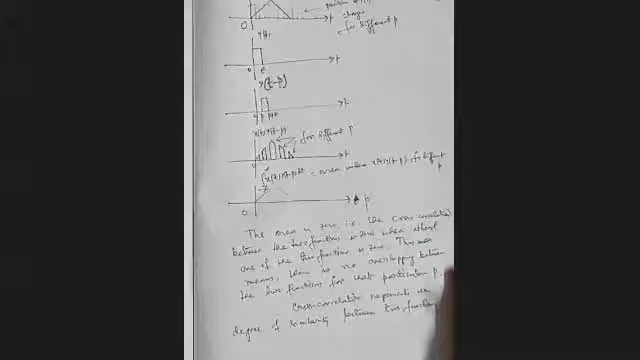 position
changes
for different p
0
t
y(t)
0
t
y(t-p)
t
x(t) y(t-p)
for different p
t
∫x(t) y(t-p) dt = area under x(t) y(t-p) for different
p
0
p
The area is zero i.e. the cross correlation
between the two functions is zero when atleast
one of the two functions is zero. This
means, there is no overlapping between
the two functions for that particular p.
Cross-correlation represents the
degree of similarity between two functions